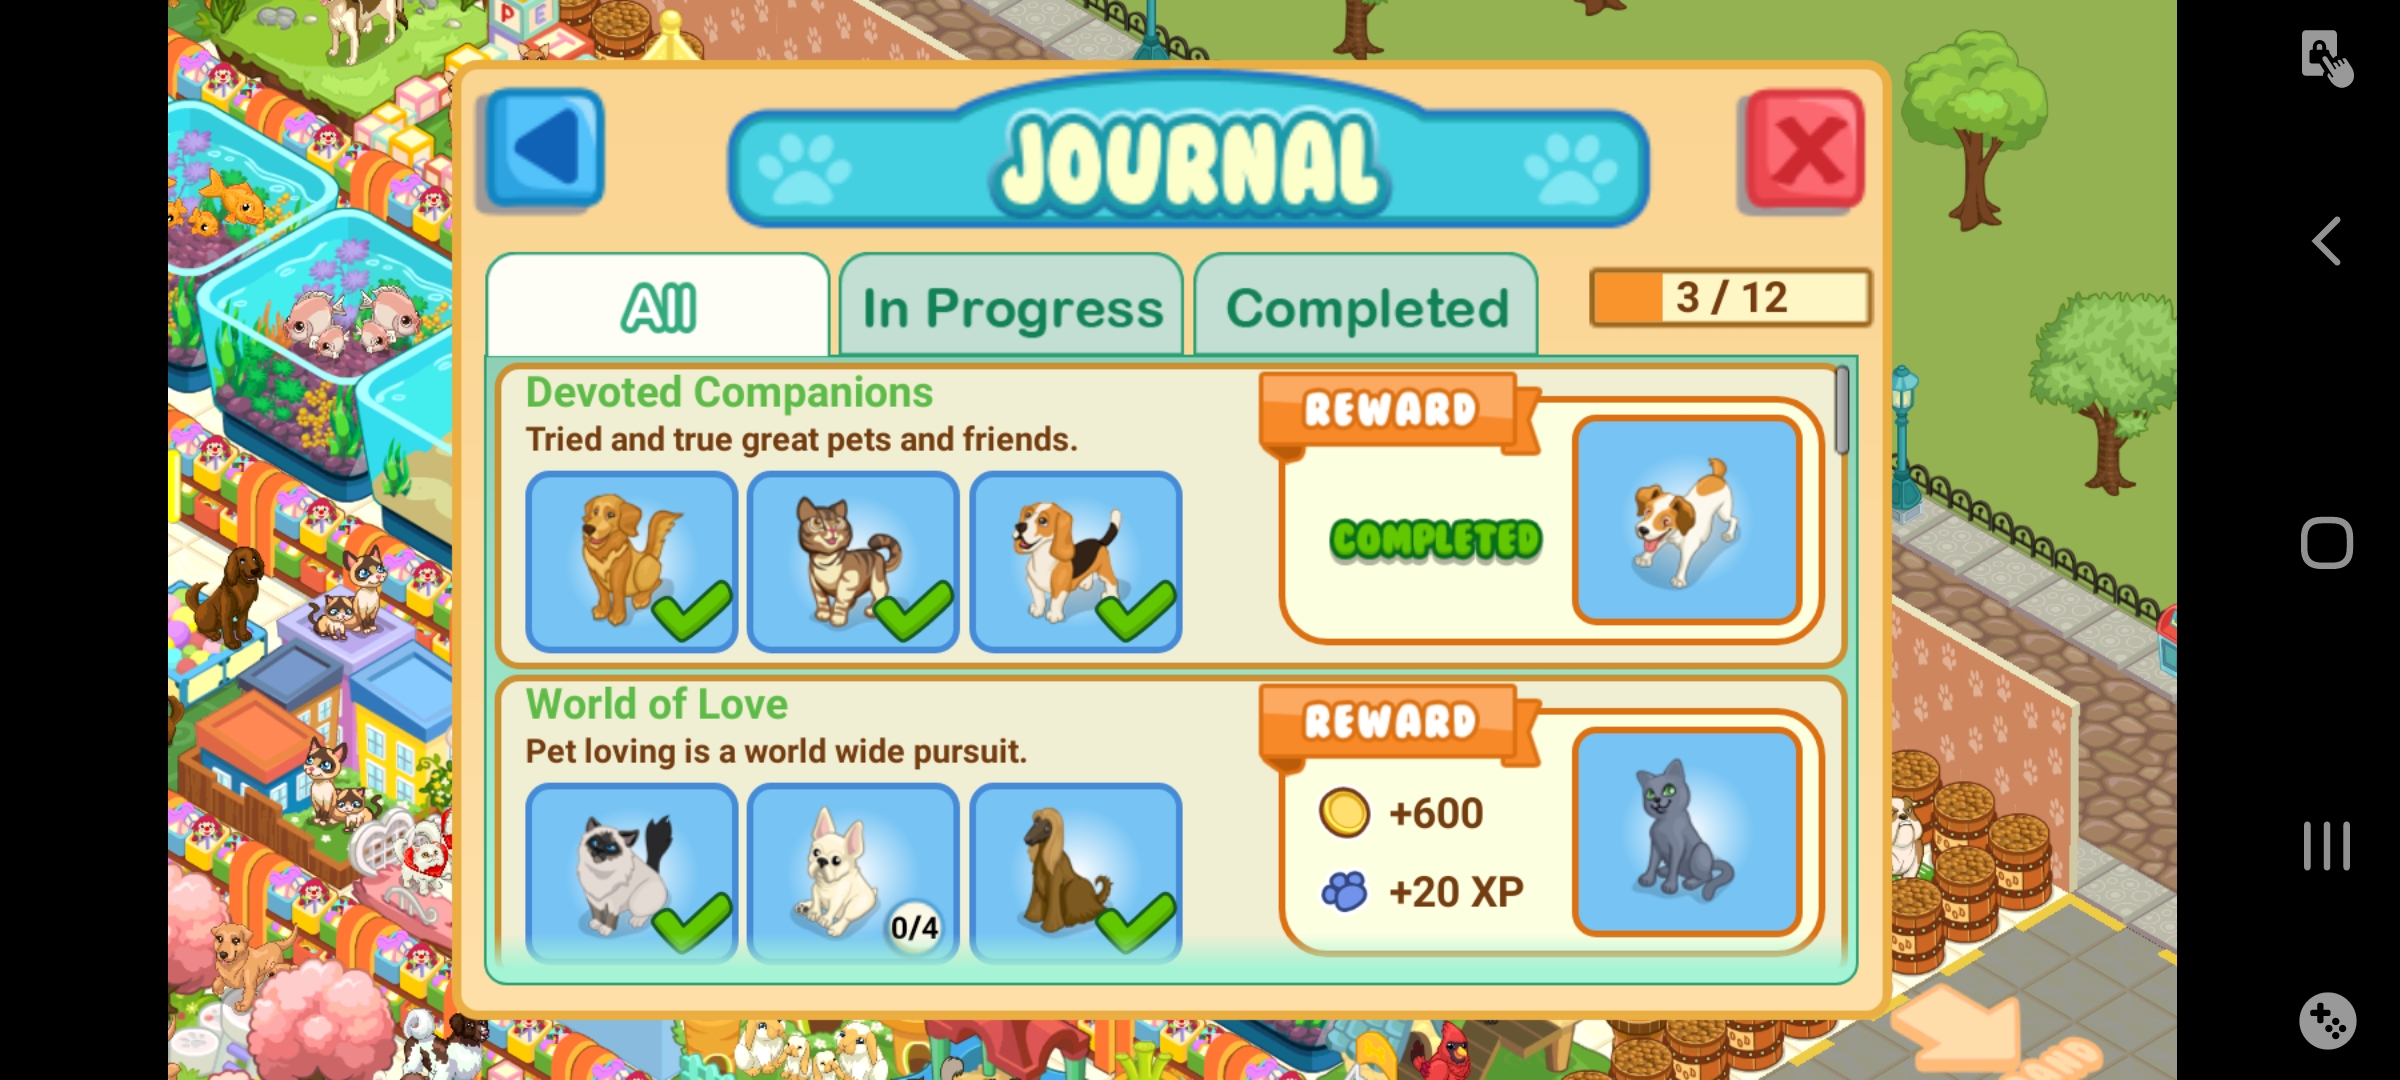 JOURNAL
All
In Progress
Completed
3 / 12
Devoted Companions
Tried and true great pets and friends.
REWARD
COMPLETED
World of Love
Pet loving is a world wide pursuit.
0/4
REWARD
+600
+20 XP